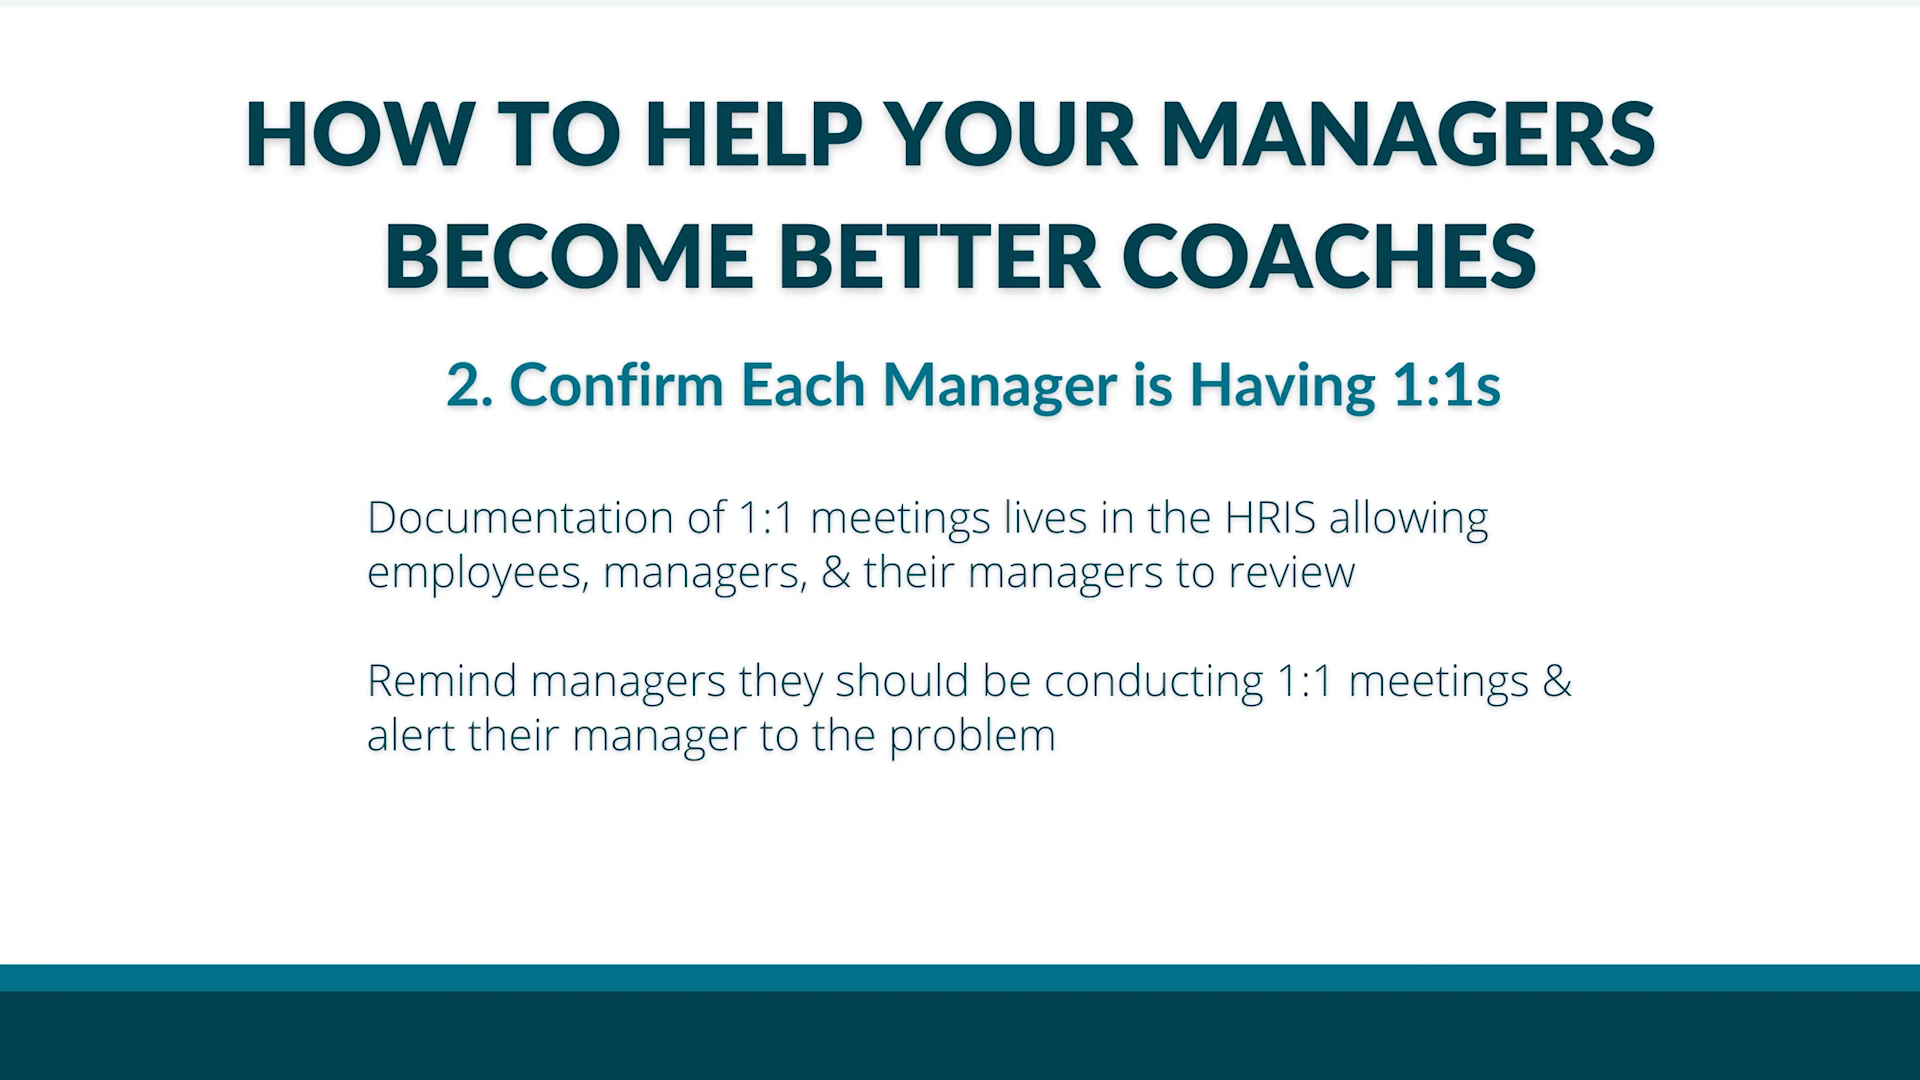 HOW TO HELP YOUR MANAGERS
BECOME BETTER COACHES
2. Confirm Each Manager is Having 1:1s
Documentation of 1:1 meetings lives in the HRIS allowing
employees, managers, & their managers to review
Remind managers they should be conducting 1:1 meetings &
alert their manager to the problem